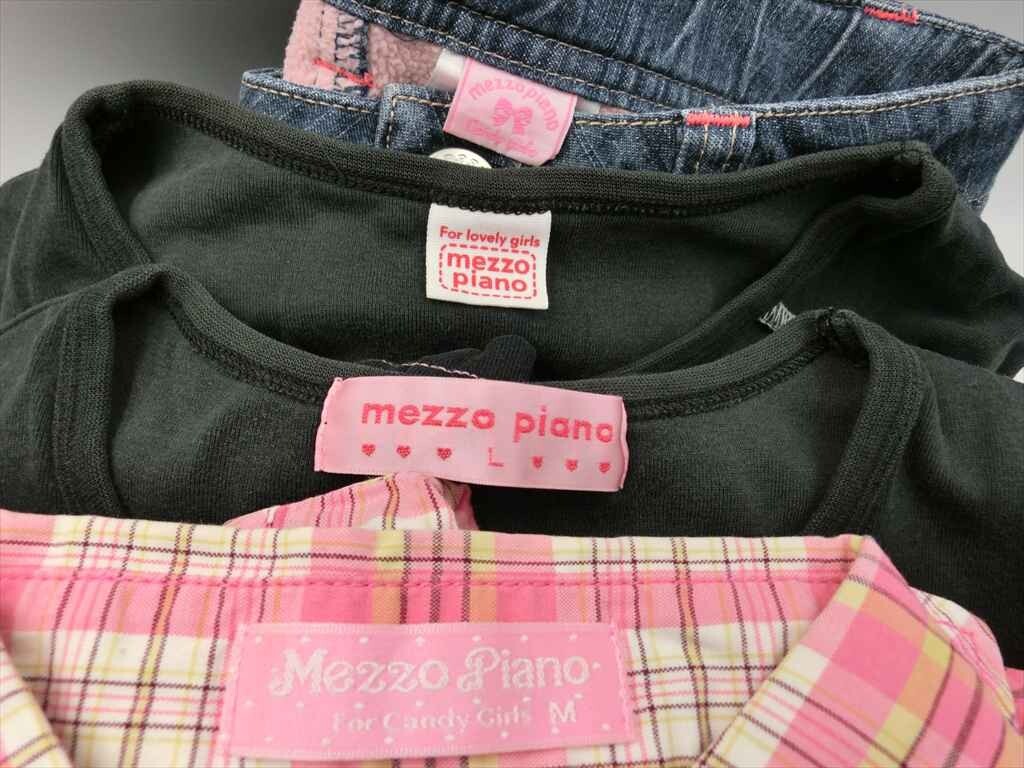 mezzo piano
Candy Girls
For lovely girls
mezzo
piano
mezzo piano
L
Mezzo Piano
For Candy Girls M